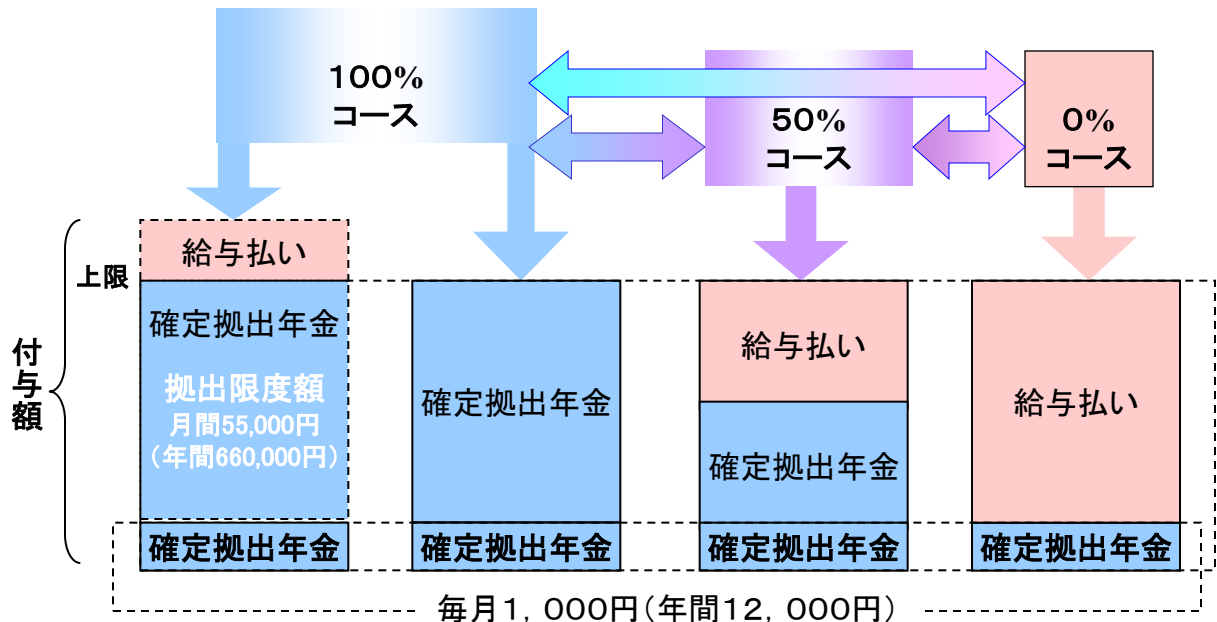 100%
コース
50%
コース
0%
コース
付与額
上限
給与払い
確定拠出年金
拠出限度額
月間55,000円
（年間660,000円）
確定拠出年金
確定拠出年金
確定拠出年金
給与払い
確定拠出年金
確定拠出年金
給与払い
確定拠出年金
毎月1，000円（年間12，000円）